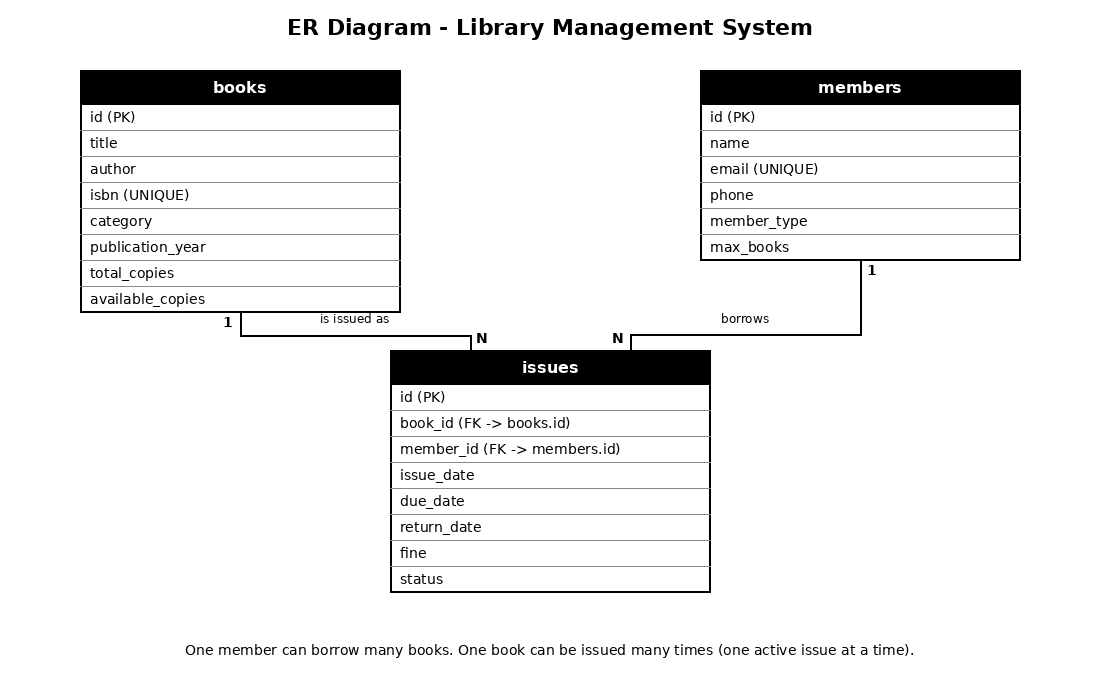 ER Diagram - Library Management System
books
id (PK)
title
author
isbn (UNIQUE)
category
publication_year
total_copies
available_copies
members
id (PK)
name
email (UNIQUE)
phone
member_type
max_books
1
is issued as
N
1
borrows
N
issues
id (PK)
book_id (FK -> books.id)
member_id (FK -> members.id)
issue_date
due_date
return_date
fine
status
One member can borrow many books. One book can be issued many times (one active issue at a time).